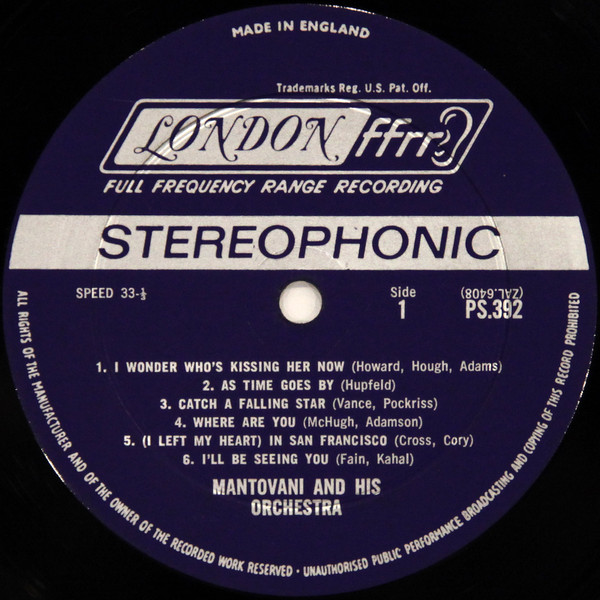 MADE IN ENGLAND
Trademarks Reg. U.S. Pat. Off.
LONDON ffrr
FULL FREQUENCY RANGE RECORDING
STEREOPHONIC
SPEED 33-⅓
Side 1
(ZAL.6408)
PS.392
1. I WONDER WHO'S KISSING HER NOW (Howard, Hough, Adams)
2. AS TIME GOES BY (Hupfeld)
3. CATCH A FALLING STAR (Vance, Pockriss)
4. WHERE ARE YOU (McHugh, Adamson)
5. (I LEFT MY HEART) IN SAN FRANCISCO (Cross, Cory)
6. I'LL BE SEEING YOU (Fain, Kahal)
MANTOVANI AND HIS
ORCHESTRA
ALL RIGHTS OF THE MANUFACTURER AND OF THE OWNER OF THE RECORDED WORK RESERVED · UNAUTHORISED PUBLIC PERFORMANCE BROADCASTING AND COPYING OF THIS RECORD PROHIBITED